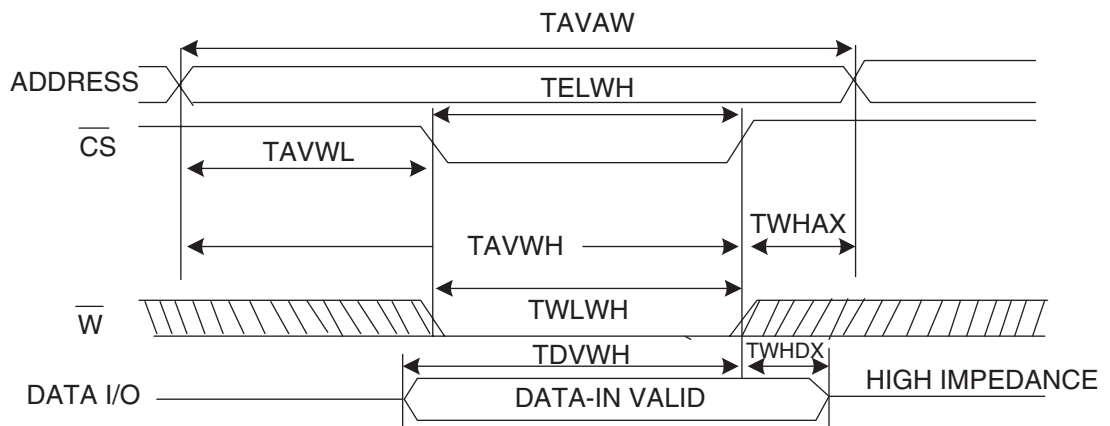 TAVAW
ADDRESS
TELWH
CS
TAVWL
TWHAX
TAVWH
W
TWLWH
TDVWH
TWHDX
DATA I/O
DATA-IN VALID
HIGH IMPEDANCE